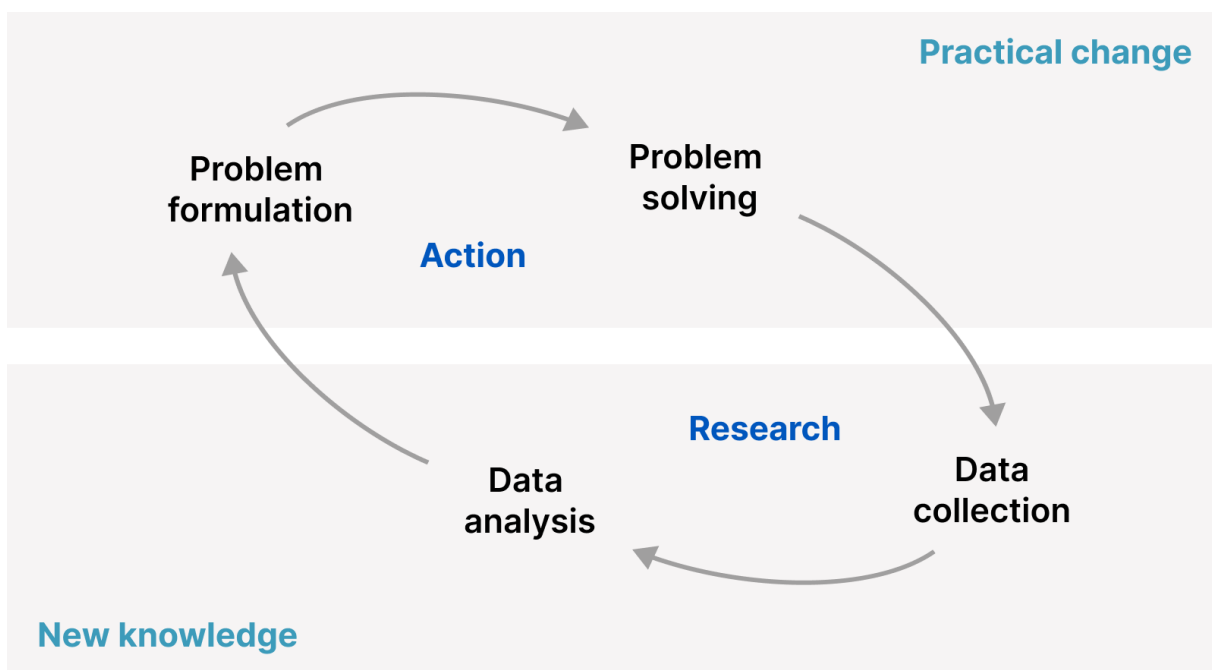 Practical change
Problem
formulation
Problem
solving
Action
Research
Data
collection
Data
analysis
New knowledge